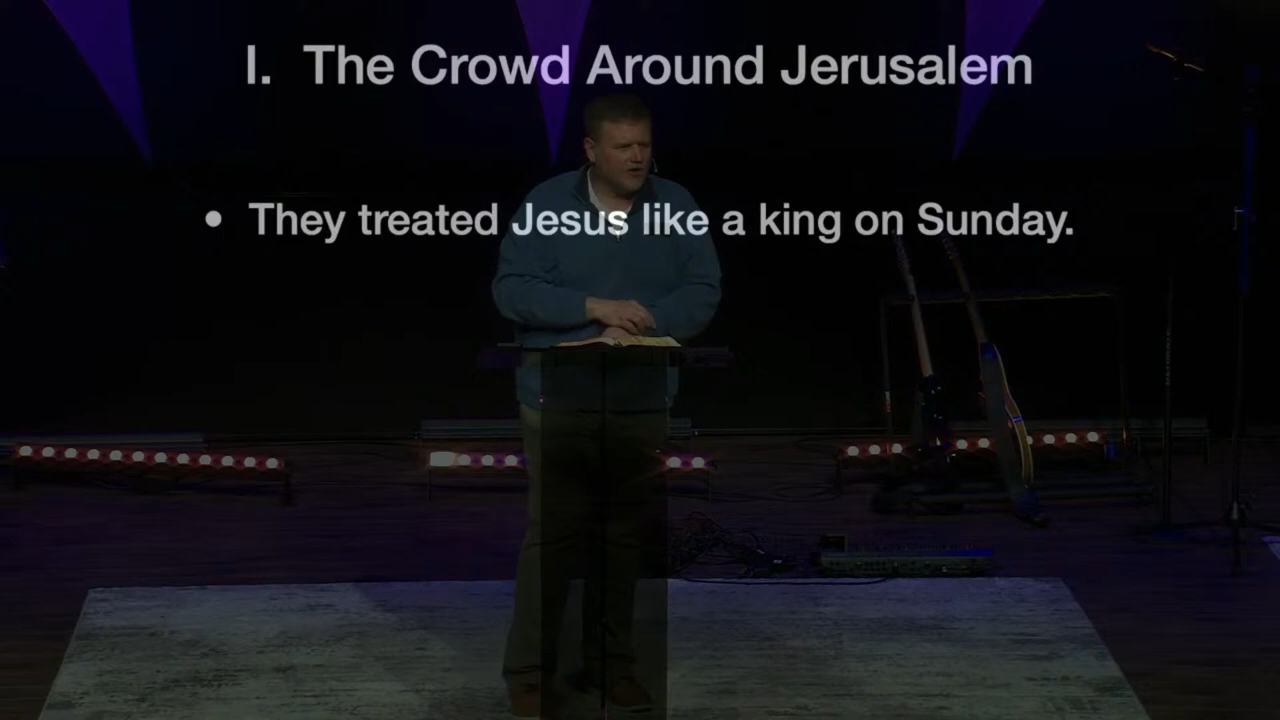 I. The Crowd Around Jerusalem
• They treated Jesus like a king on Sunday.